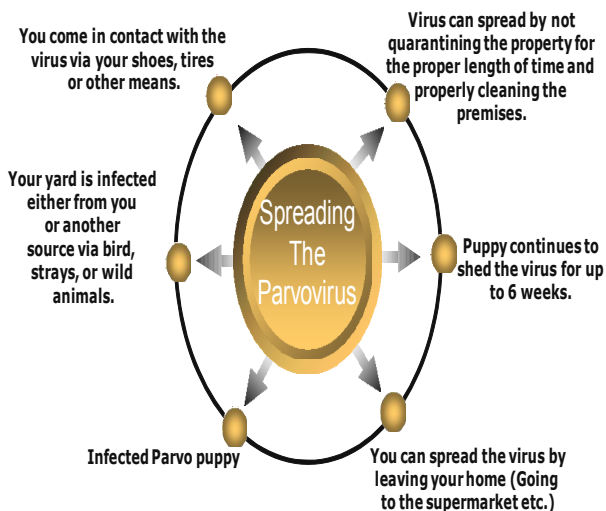 You come in contact with the
virus via your shoes, tires
or other means.
Virus can spread by not
quarantining the property for
the proper length of time and
properly cleaning the
premises.
Your yard is infected
either from you
or another
source via bird,
strays, or wild
animals.
Spreading
The
Parvovirus
Puppy continues to
shed the virus for up
to 6 weeks.
Infected Parvo puppy
You can spread the virus by
leaving your home (Going
to the supermarket etc.)